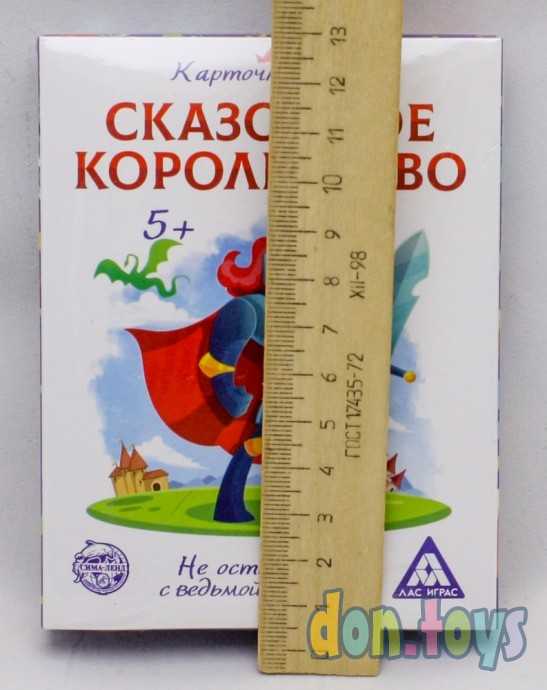 Карточ
СКАЗО ОЕ
КОРОЛ ВО
5+
13
12
11
10
9
8
7
6
5
4
3
2
XII-98
ГОСТ 17435-72
Не ост
с ведьмой
СИМА-ЛЕНД
ЛАС ИГРАС
don.toys